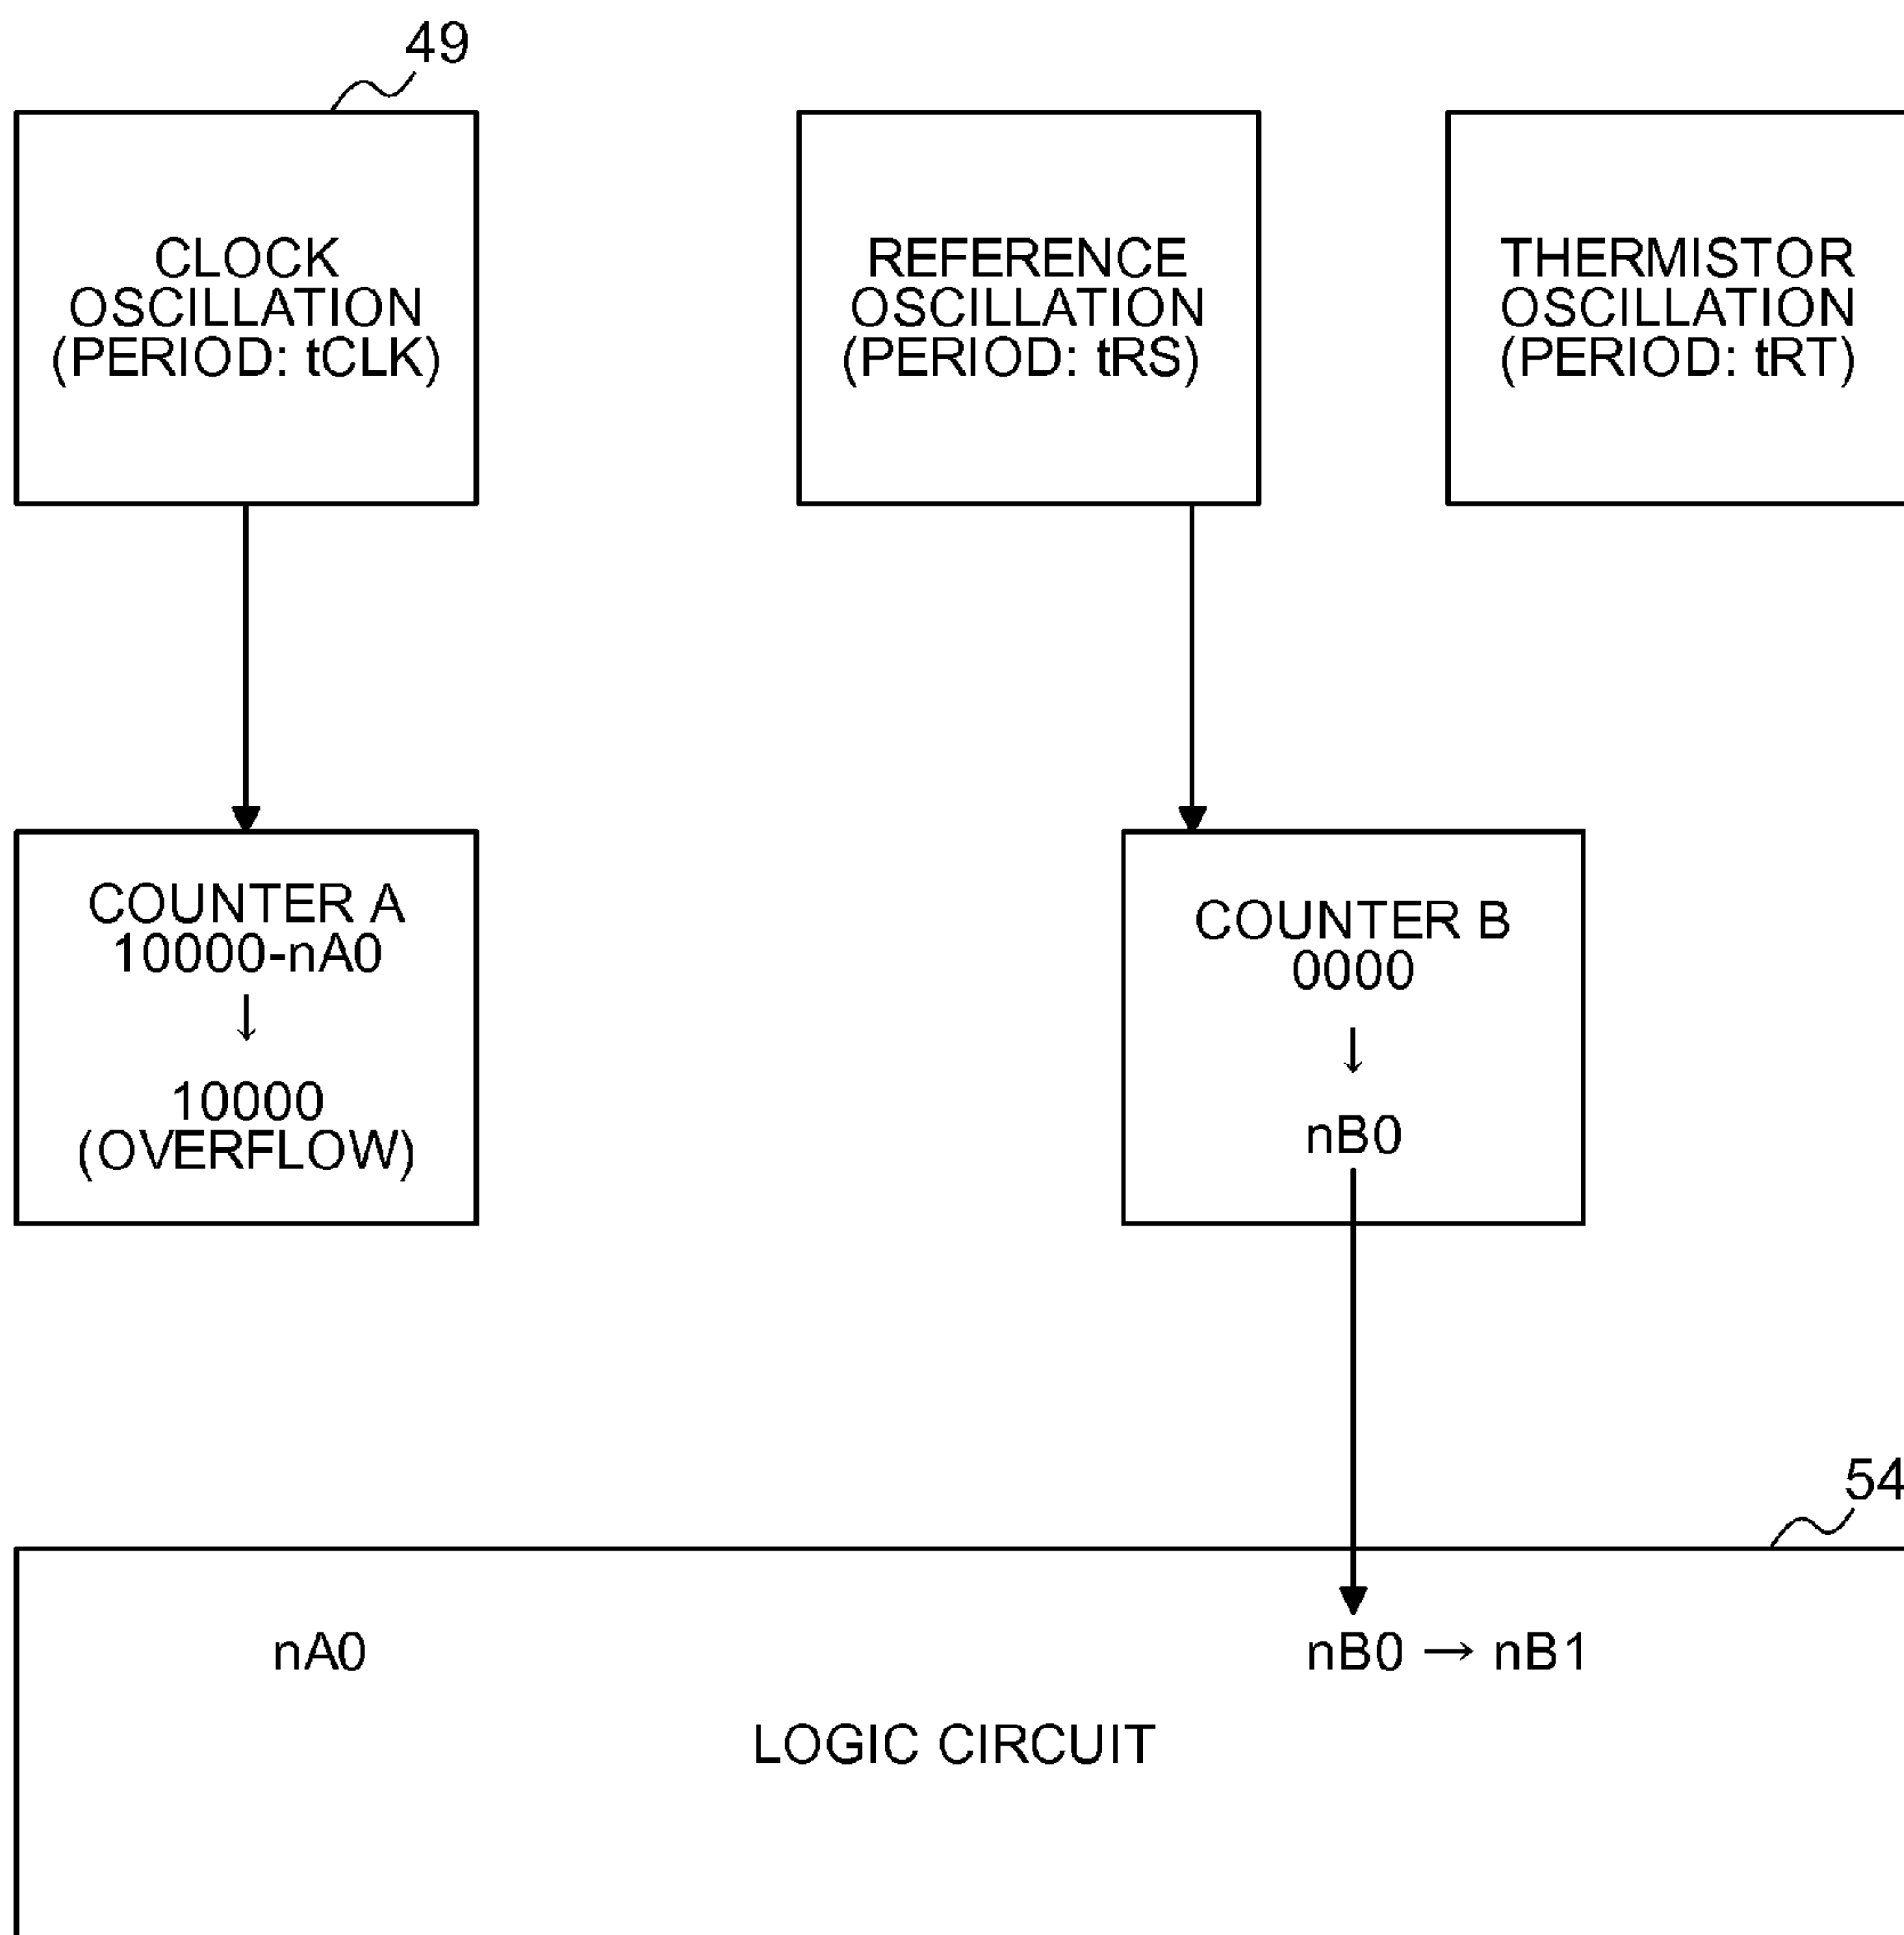 49
CLOCK
OSCILLATION
(PERIOD: tCLK)
REFERENCE
OSCILLATION
(PERIOD: tRS)
THERMISTOR
OSCILLATION
(PERIOD: tRT)
COUNTER A
10000-nA0
↓
10000
(OVERFLOW)
COUNTER B
0000
↓
nB0
54
nA0
nB0 → nB1
LOGIC CIRCUIT